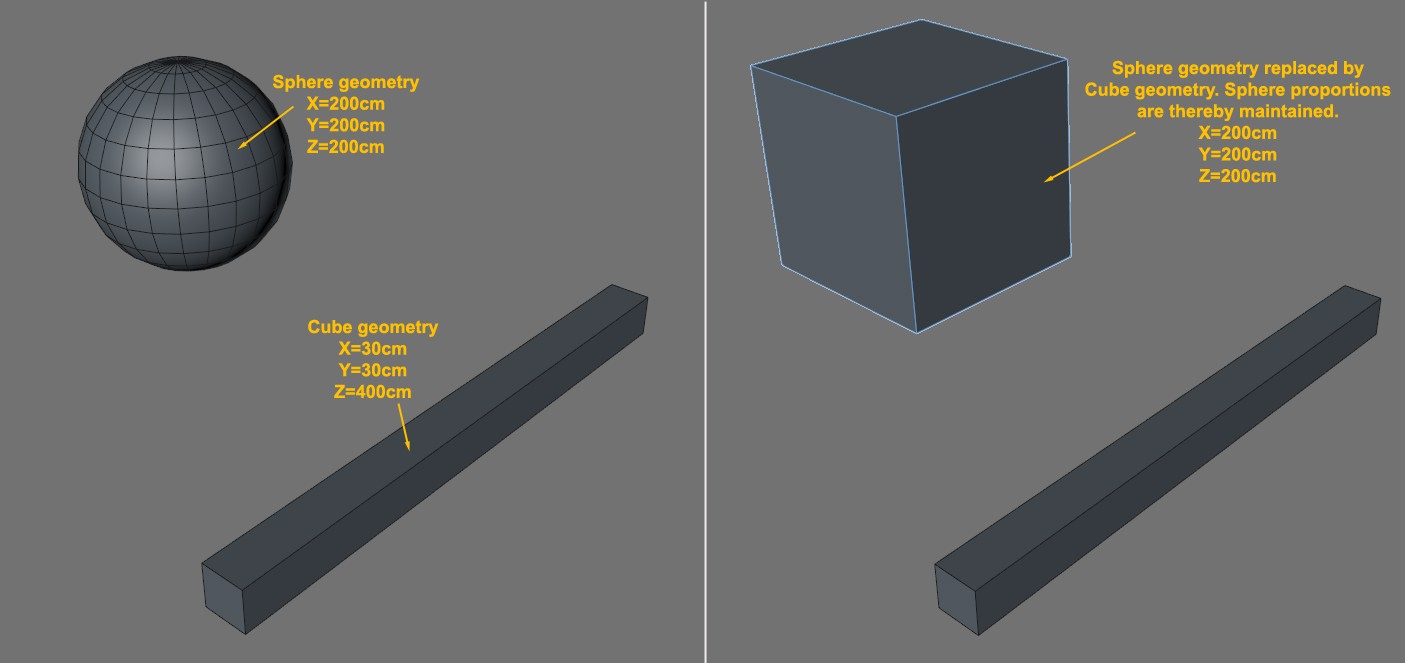 Sphere geometry
X=200cm
Y=200cm
Z=200cm
Cube geometry
X=30cm
Y=30cm
Z=400cm
Sphere geometry replaced by
Cube geometry. Sphere proportions
are thereby maintained.
X=200cm
Y=200cm
Z=200cm